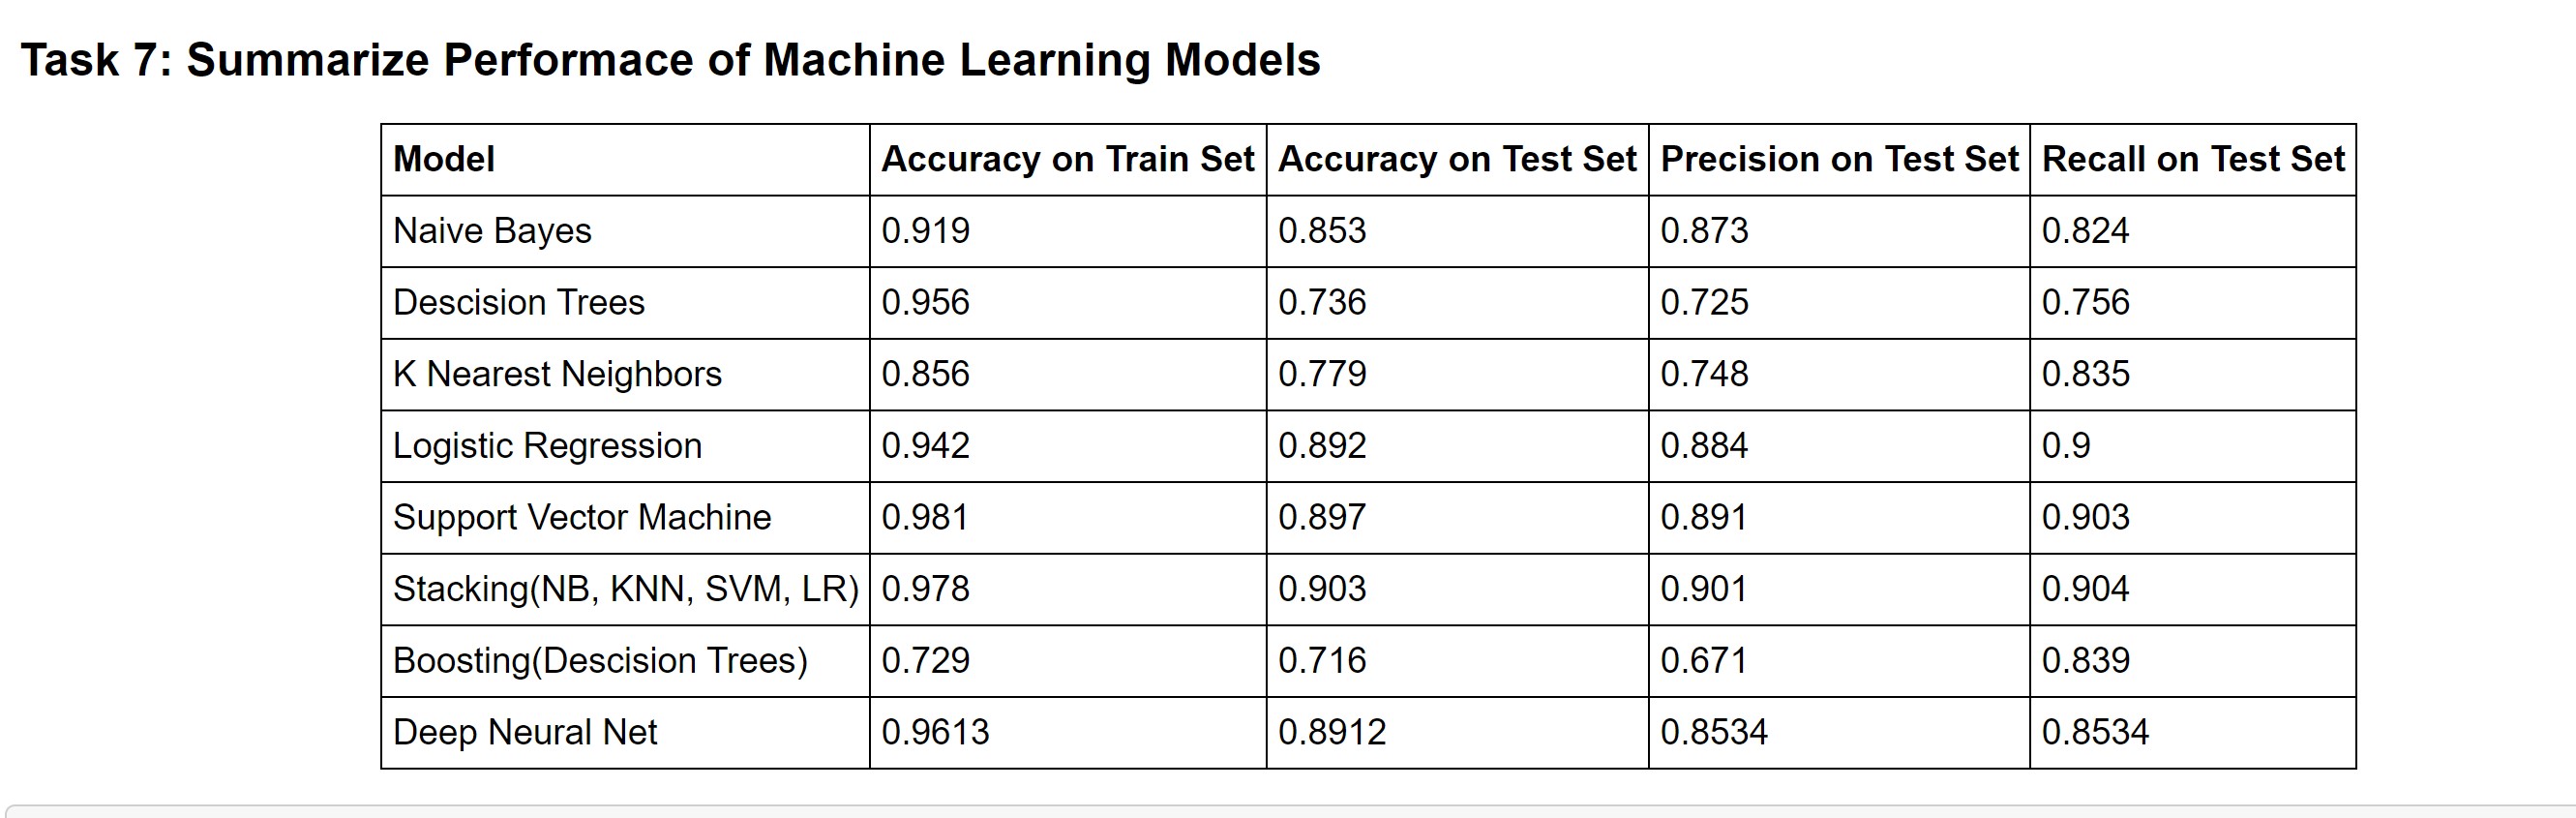 Task 7: Summarize Performace of Machine Learning Models
Model Accuracy on Train Set Accuracy on Test Set Precision on Test Set Recall on Test Set
Naive Bayes 0.919 0.853 0.873 0.824
Descision Trees 0.956 0.736 0.725 0.756
K Nearest Neighbors 0.856 0.779 0.748 0.835
Logistic Regression 0.942 0.892 0.884 0.9
Support Vector Machine 0.981 0.897 0.891 0.903
Stacking(NB, KNN, SVM, LR) 0.978 0.903 0.901 0.904
Boosting(Descision Trees) 0.729 0.716 0.671 0.839
Deep Neural Net 0.9613 0.8912 0.8534 0.8534